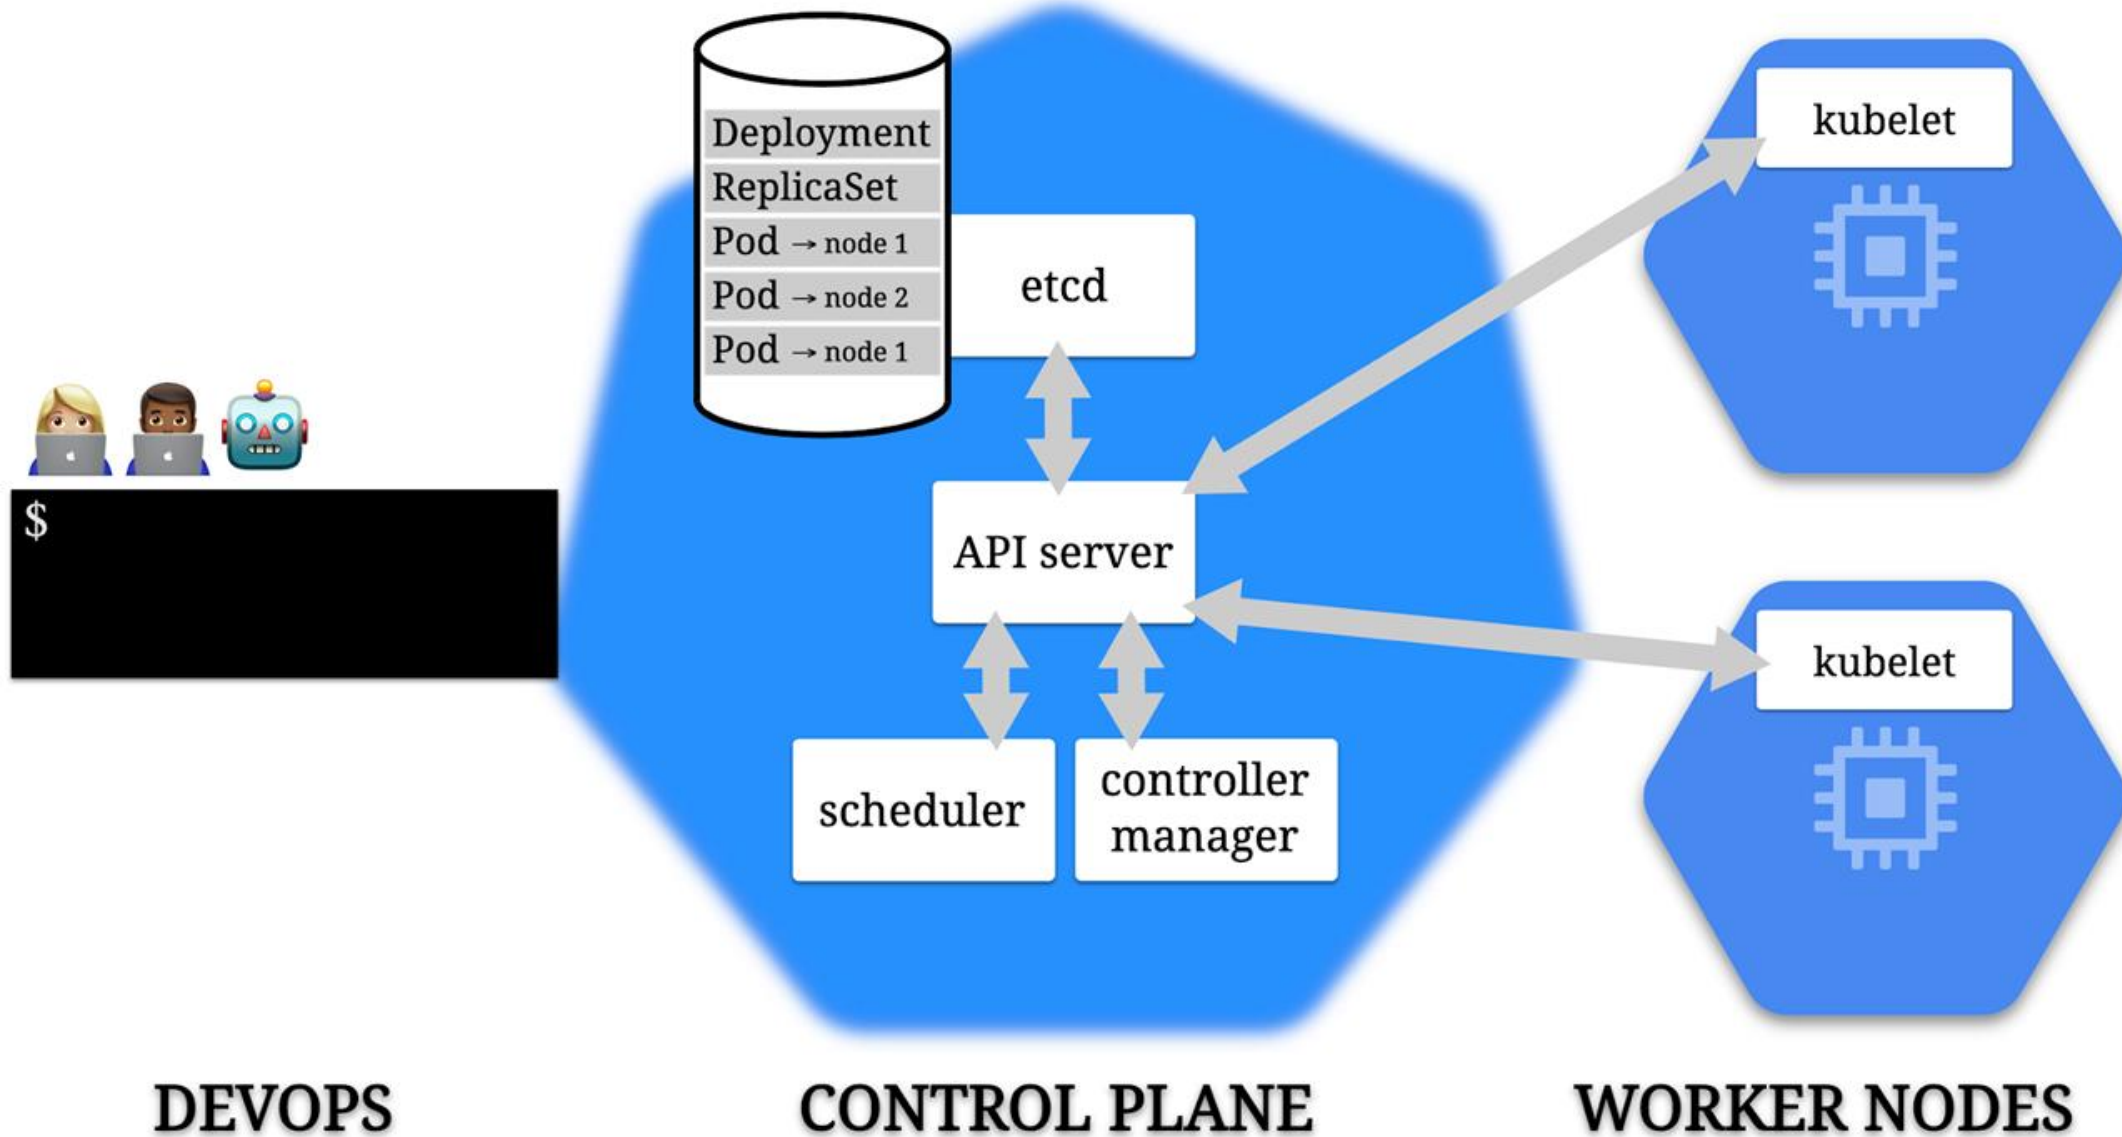 Deployment
ReplicaSet
Pod → node 1
Pod → node 2
Pod → node 1
etcd
kubelet
$
API server
kubelet
scheduler
controller
manager
DEVOPS
CONTROL PLANE
WORKER NODES